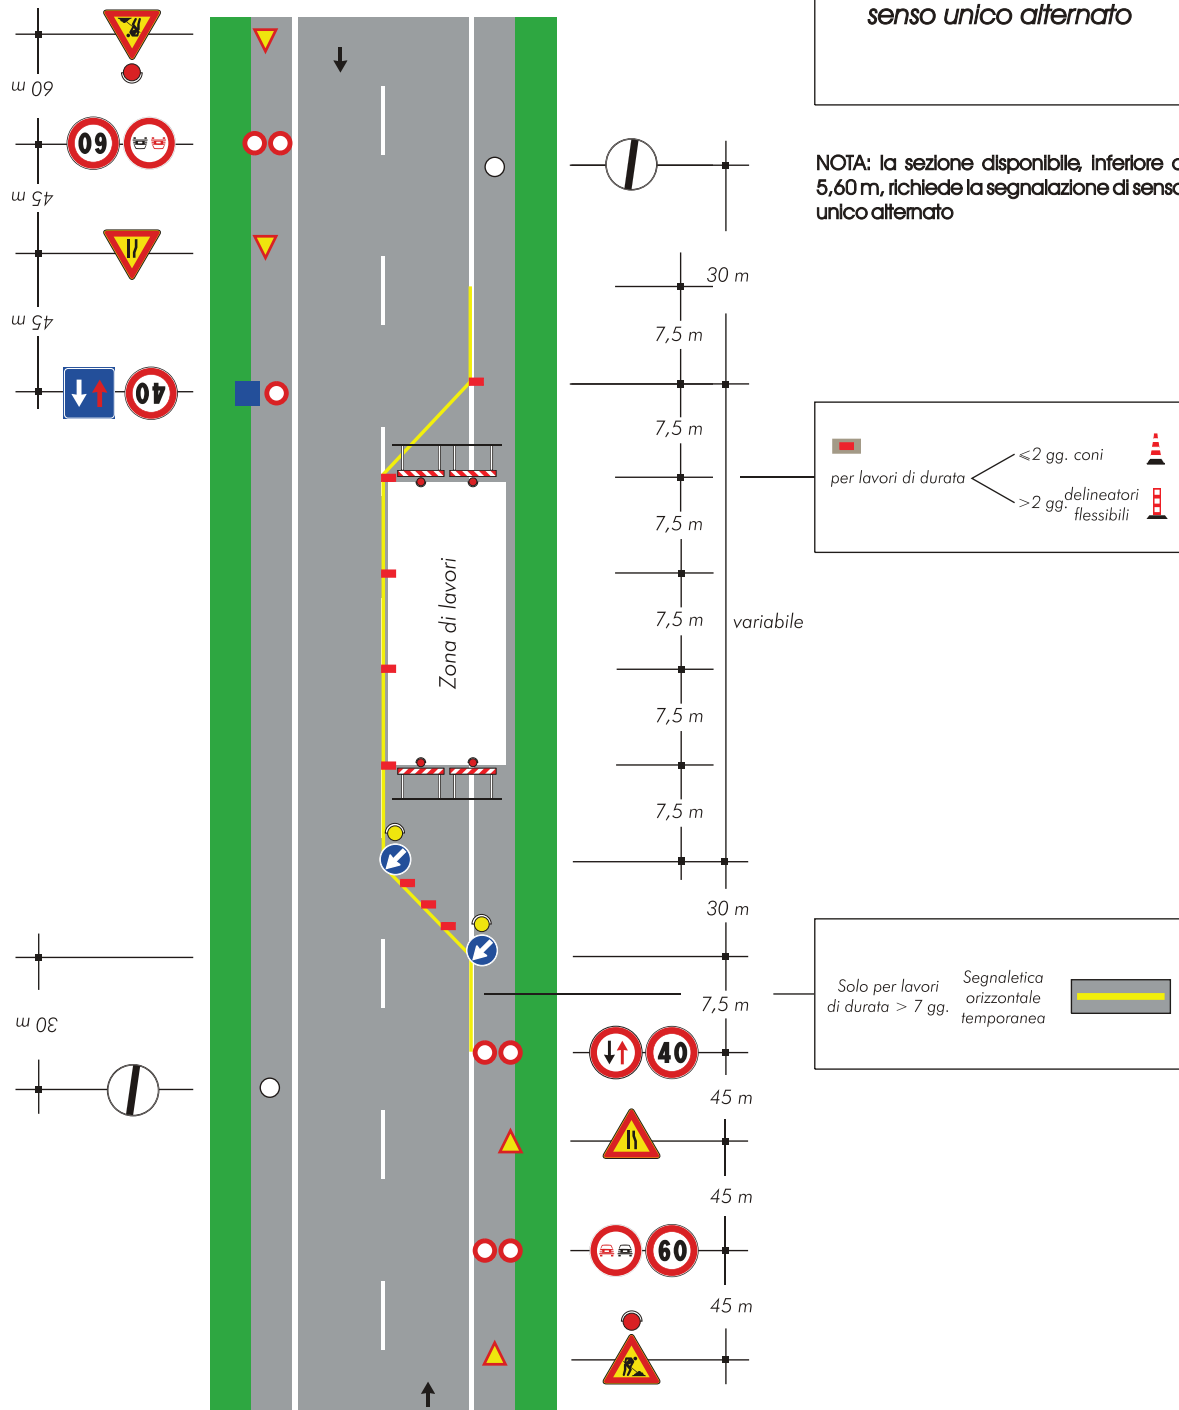 senso unico alternato
NOTA: la sezione disponibile, inferiore a
5,60 m, richiede la segnalazione di senso
unico alternato
60 m
60
45 m
45 m
40
30 m
7,5 m
7,5 m
7,5 m
7,5 m
7,5 m
7,5 m
variabile
Zona di lavori
per lavori di durata
≤2 gg. coni
>2 gg. delineatori
flessibili
30 m
7,5 m
Solo per lavori
di durata > 7 gg.
Segnaletica
orizzontale
temporanea
30 m
40
45 m
45 m
60
45 m